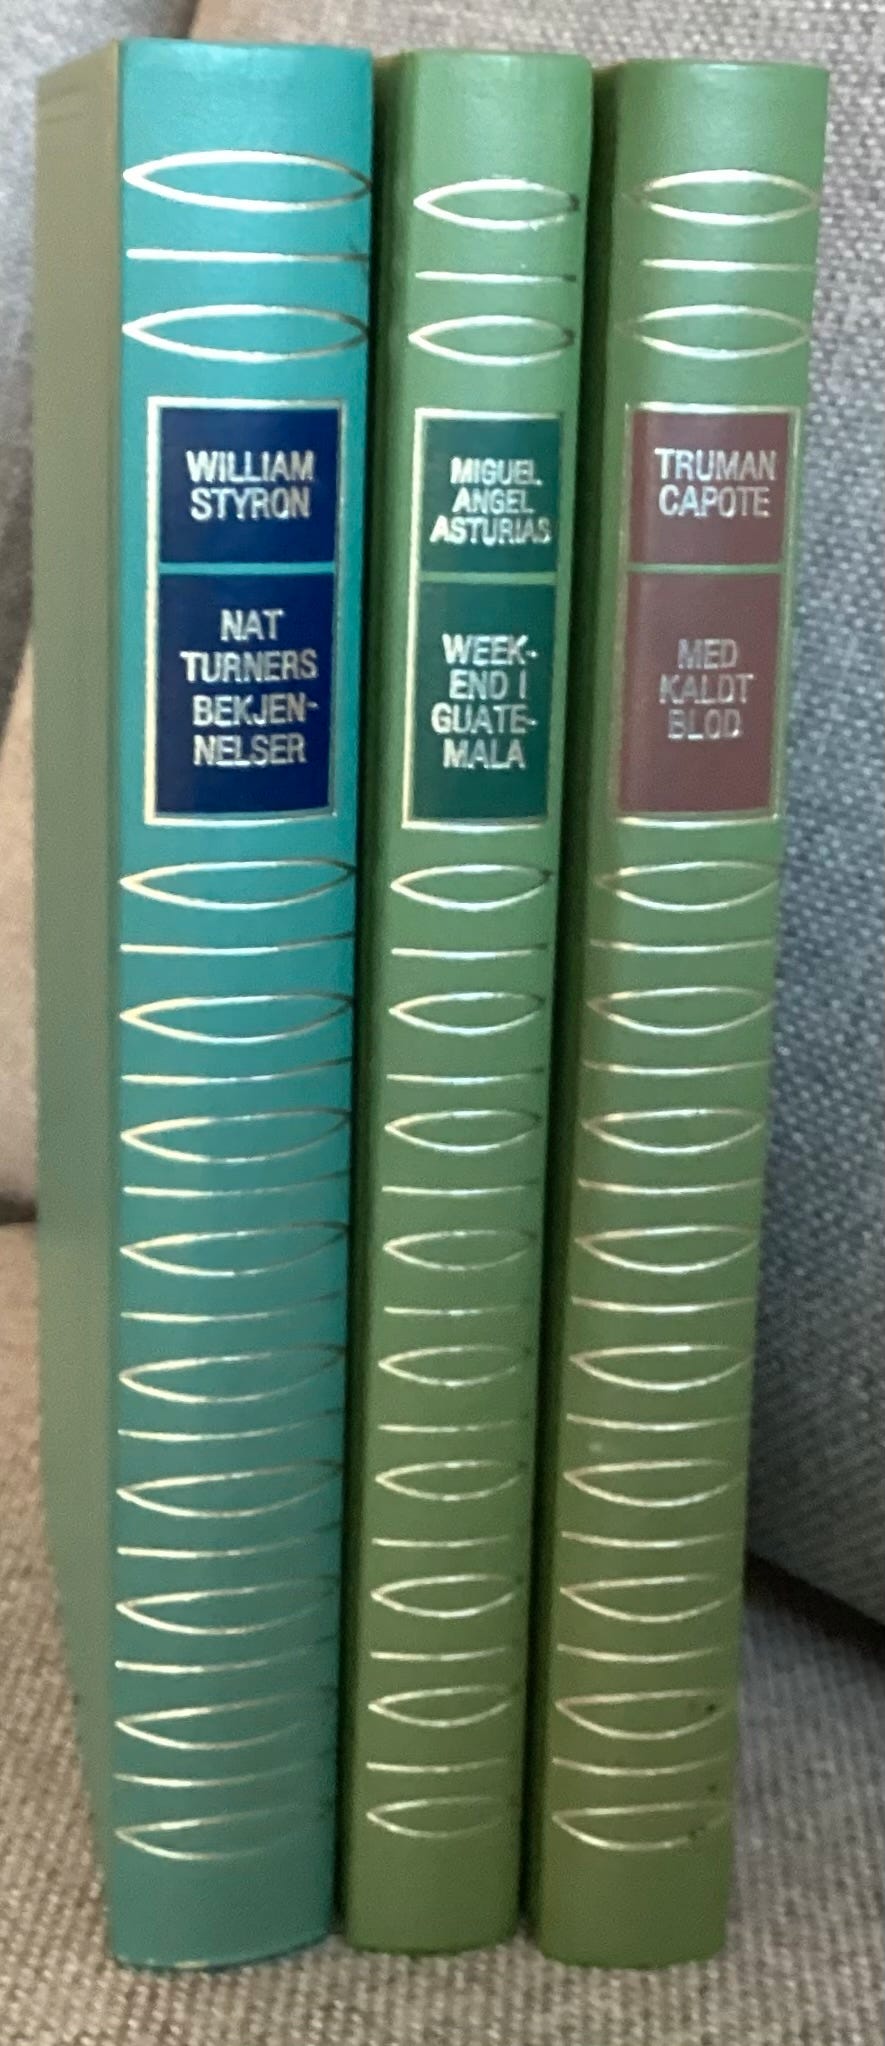 WILLIAM
STYRON
NAT
TURNERS
BEKJEN-
NELSER
MIGUEL
ANGEL
ASTURIAS
WEEK-
END I
GUATE-
MALA
TRUMAN
CAPOTE
MED
KALDT
BLOD